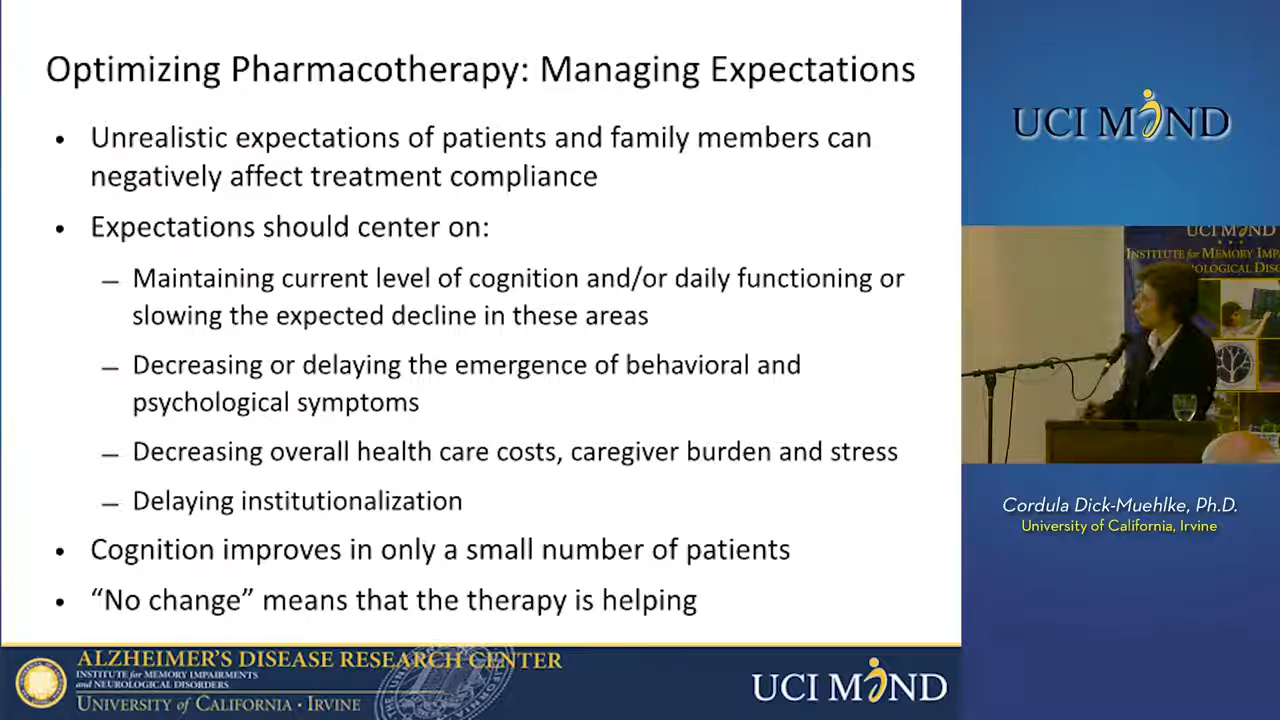 Optimizing Pharmacotherapy: Managing Expectations
• Unrealistic expectations of patients and family members can
negatively affect treatment compliance
• Expectations should center on:
– Maintaining current level of cognition and/or daily functioning or
slowing the expected decline in these areas
– Decreasing or delaying the emergence of behavioral and
psychological symptoms
– Decreasing overall health care costs, caregiver burden and stress
– Delaying institutionalization
• Cognition improves in only a small number of patients
• “No change” means that the therapy is helping
ALZHEIMER'S DISEASE RESEARCH CENTER
INSTITUTE for MEMORY IMPAIRMENTS
and NEUROLOGICAL DISORDERS
UNIVERSITY of CALIFORNIA • IRVINE
UCI MIND
UCI MIND
UCI MIND
INSTITUTE for MEMORY
Cordula Dick-Muehlke, Ph.D.
University of California, Irvine